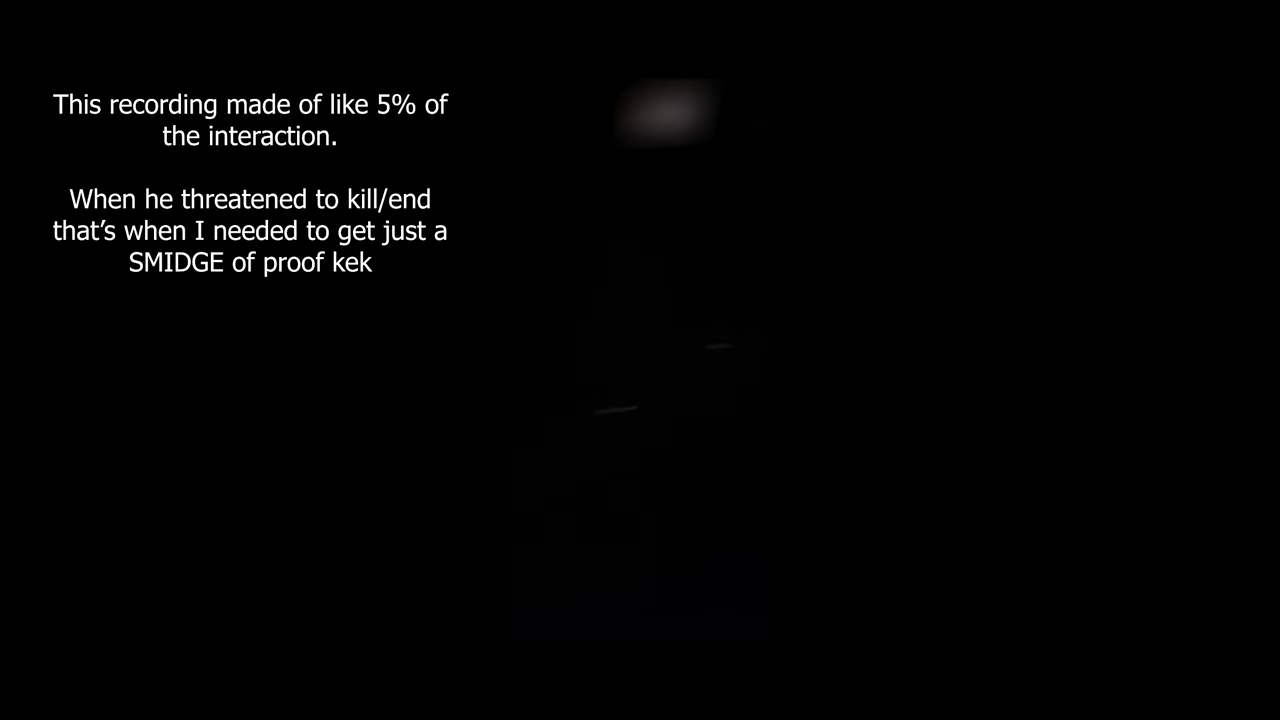 This recording made of like 5% of
the interaction.
When he threatened to kill/end
that’s when I needed to get just a
SMIDGE of proof kek